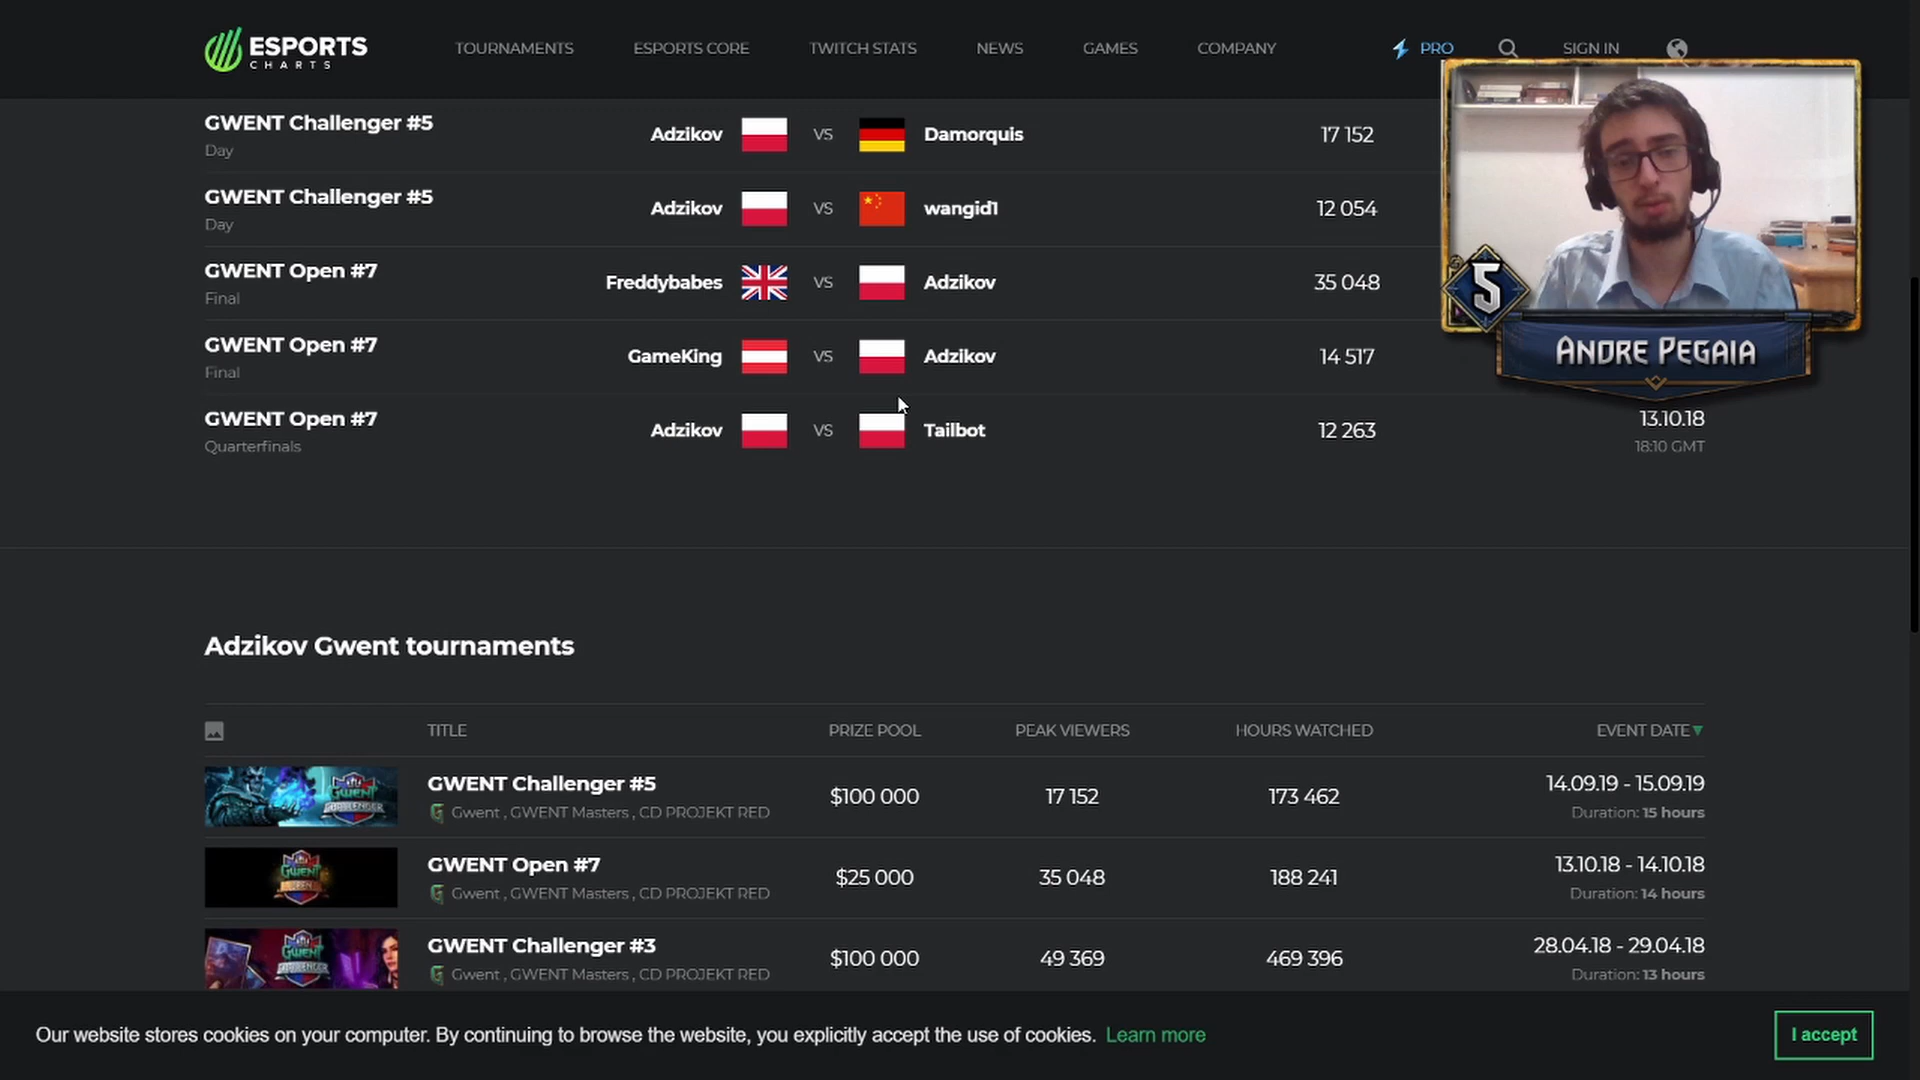 ESPORTS
CHARTS
TOURNAMENTS
ESPORTS CORE
TWITCH STATS
NEWS
GAMES
COMPANY
PRO
SIGN IN
GWENT Challenger #5
Day
Adzikov VS Damorquis 17 152
GWENT Challenger #5
Day
Adzikov VS wangid1 12 054
GWENT Open #7
Final
Freddybabes VS Adzikov 35 048
GWENT Open #7
Final
GameKing VS Adzikov 14 517
GWENT Open #7
Quarterfinals
Adzikov VS Tailbot 12 263
13.10.18
18:10 GMT
5
ANDRE PEGAIA
Adzikov Gwent tournaments
TITLE PRIZE POOL PEAK VIEWERS HOURS WATCHED EVENT DATE
GWENT CHALLENGER
GWENT Challenger #5
Gwent , GWENT Masters , CD PROJEKT RED
$100 000 17 152 173 462
14.09.19 - 15.09.19
Duration: 15 hours
GWENT OPEN
GWENT Open #7
Gwent , GWENT Masters , CD PROJEKT RED
$25 000 35 048 188 241
13.10.18 - 14.10.18
Duration: 14 hours
GWENT CHALLENGER
GWENT Challenger #3
Gwent , GWENT Masters , CD PROJEKT RED
$100 000 49 369 469 396
28.04.18 - 29.04.18
Duration: 13 hours
Our website stores cookies on your computer. By continuing to browse the website, you explicitly accept the use of cookies. Learn more
I accept